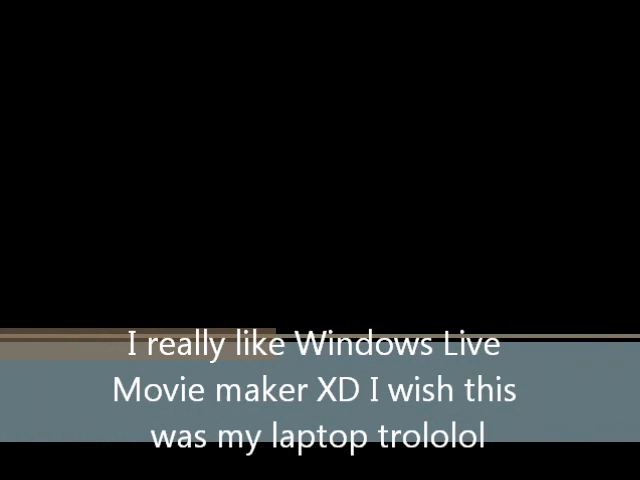 I really like Windows Live
Movie maker XD I wish this
was my laptop trololol